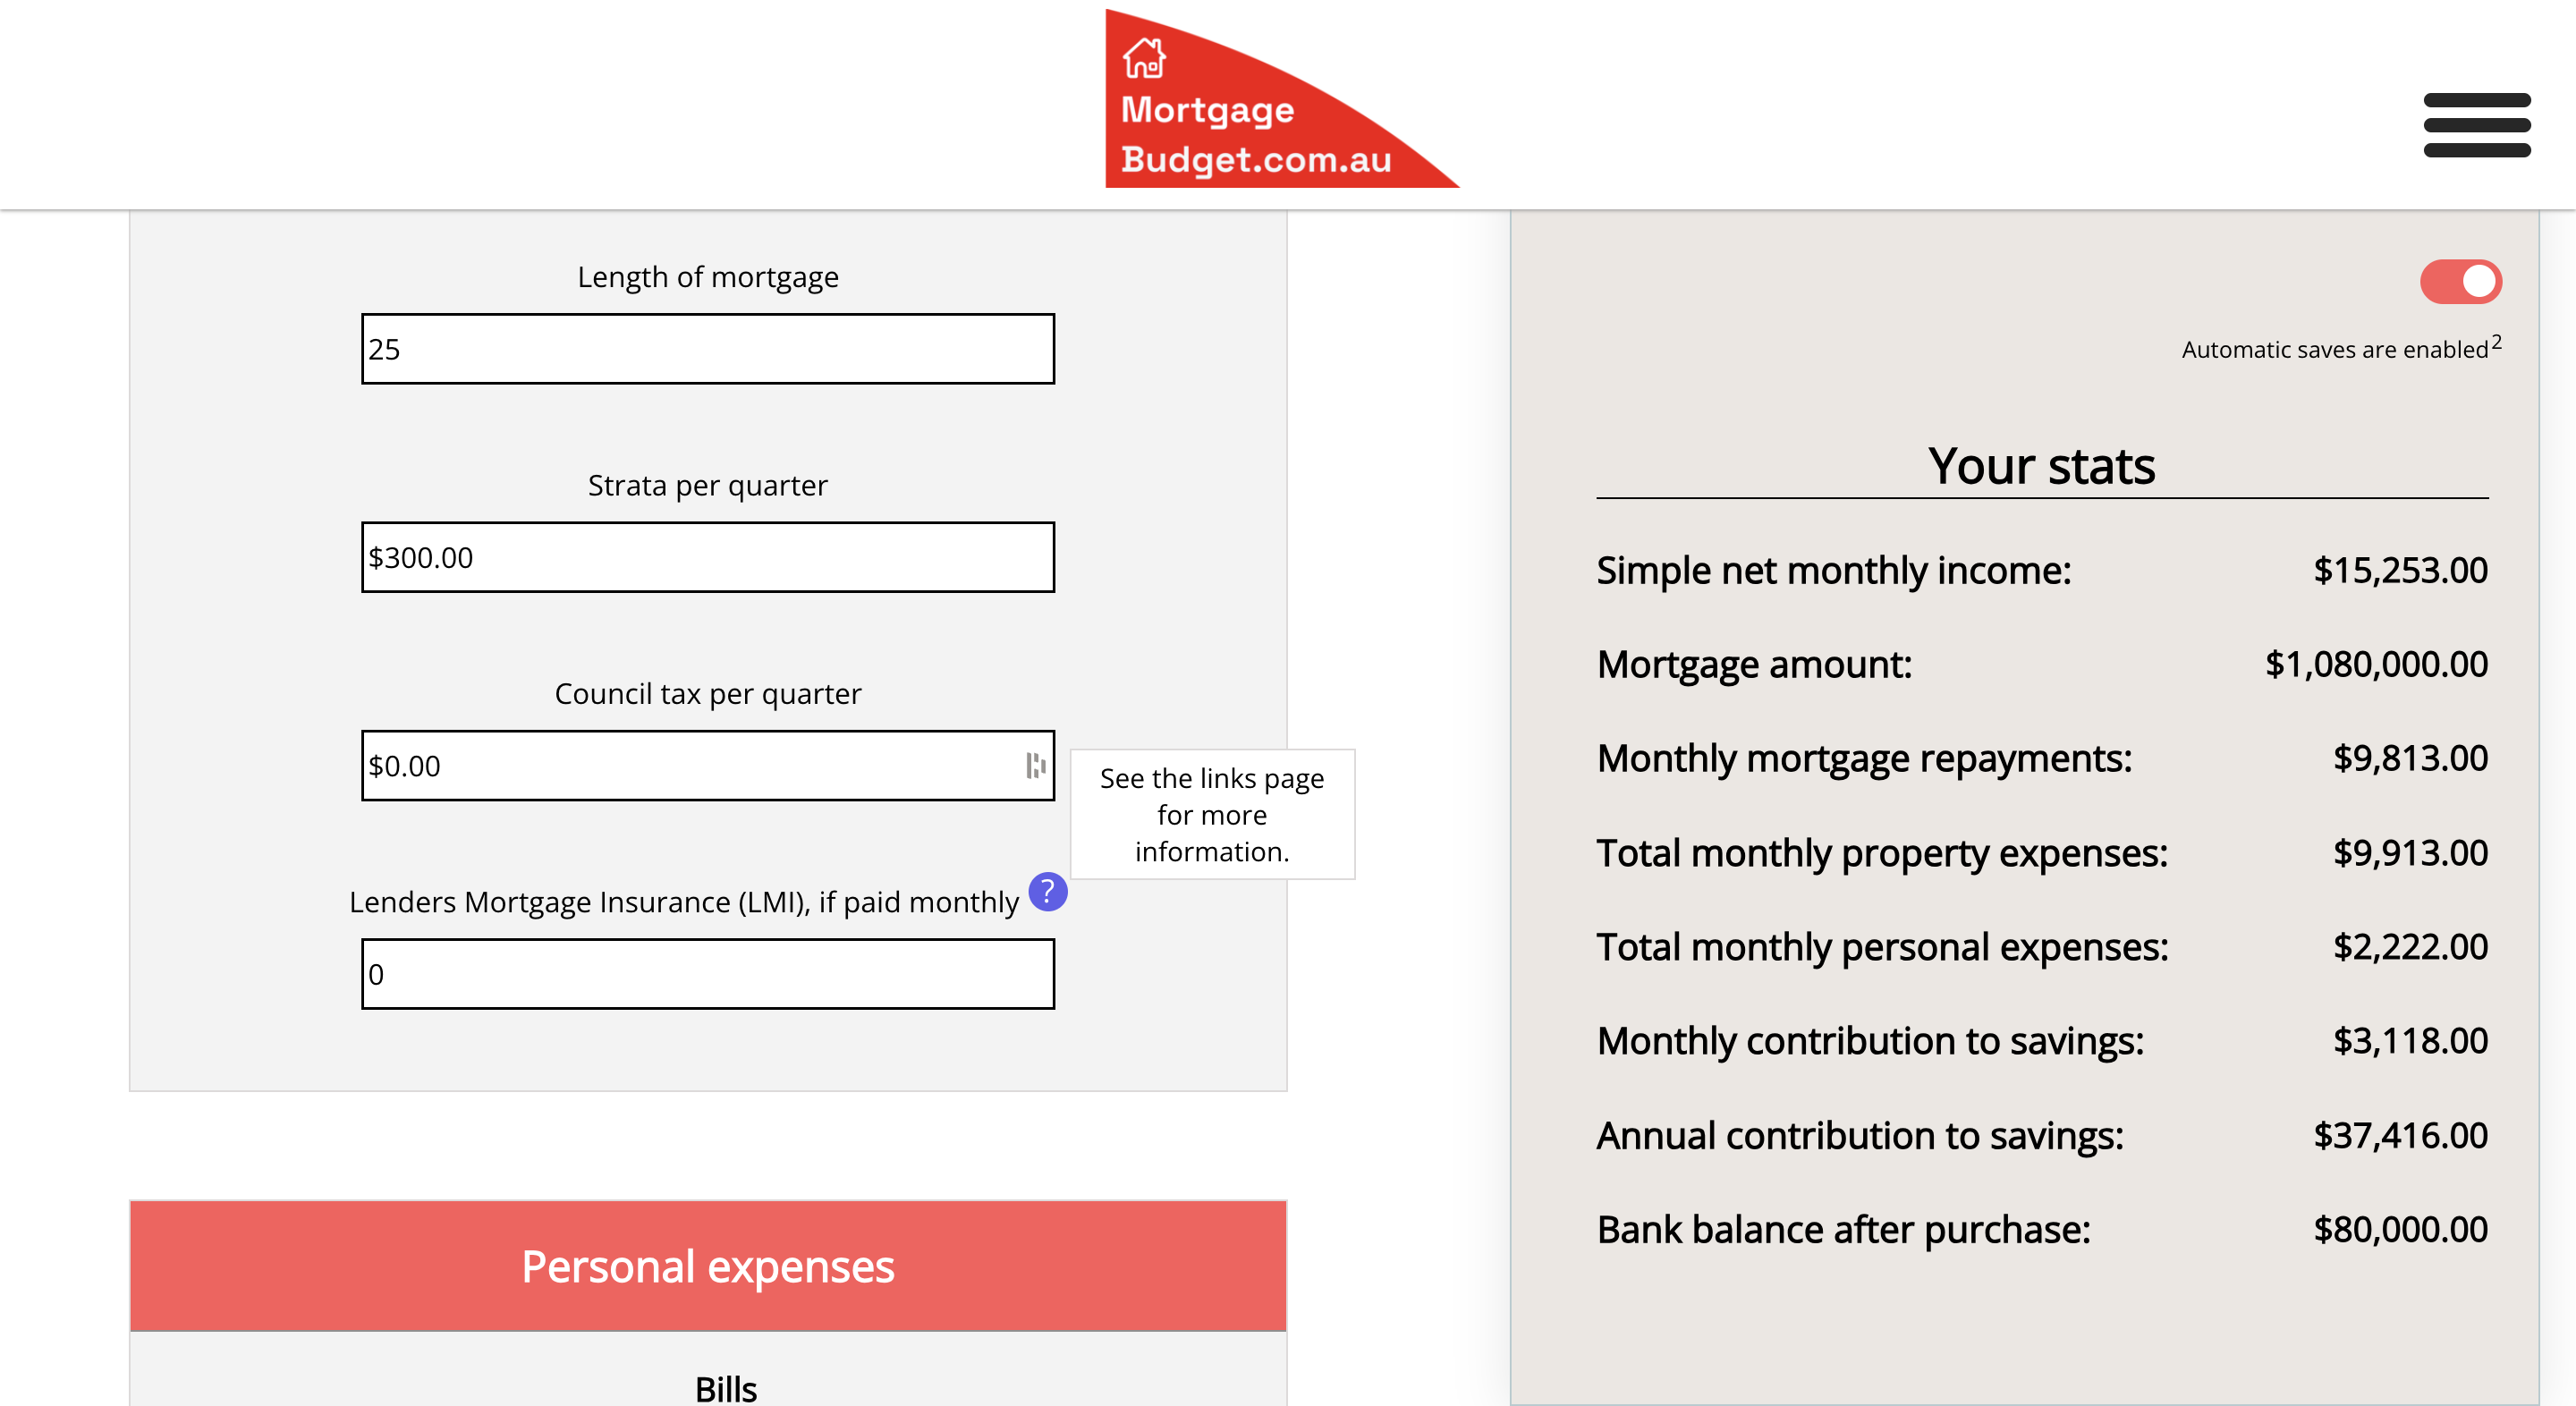 Mortgage
Budget.com.au
Length of mortgage
25
Strata per quarter
$300.00
Council tax per quarter
$0.00
See the links page
for more
information.
Lenders Mortgage Insurance (LMI), if paid monthly ?
0
Personal expenses
Bills
Automatic saves are enabled2
Your stats
Simple net monthly income: $15,253.00
Mortgage amount: $1,080,000.00
Monthly mortgage repayments: $9,813.00
Total monthly property expenses: $9,913.00
Total monthly personal expenses: $2,222.00
Monthly contribution to savings: $3,118.00
Annual contribution to savings: $37,416.00
Bank balance after purchase: $80,000.00